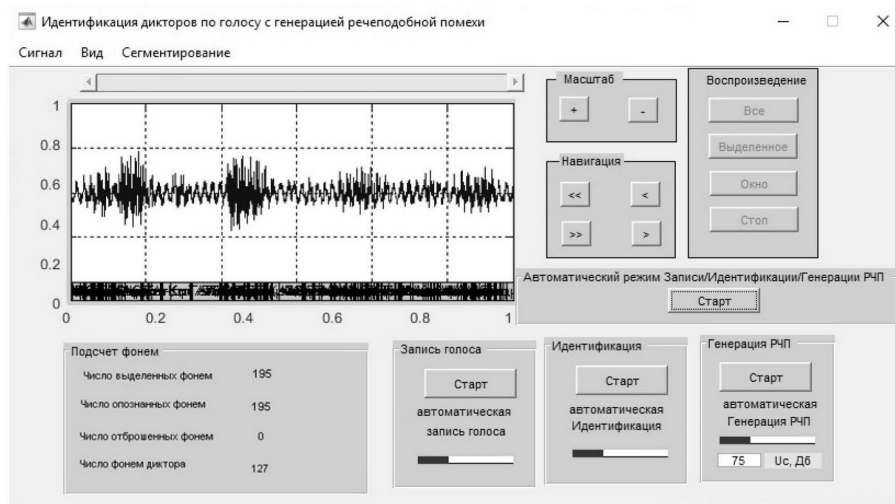 Идентификация дикторов по голосу с генерацией речеподобной помехи
Сигнал Вид Сегментирование
1
0.8
0.6
0.4
0.2
0
0 0.2 0.4 0.6 0.8 1
Масштаб
+ -
Навигация
<< <
>> >
Воспроизведение
Все
Выделенное
Окно
Стоп
Автоматический режим Записи/Идентификации/Генерации РЧП
Старт
Подсчет фонем
Число выделенных фонем 195
Число опознанных фонем 195
Число отброшенных фонем 0
Число фонем диктора 127
Запись голоса
Старт
автоматическая
запись голоса
Идентификация
Старт
автоматическая
Идентификация
Генерация РЧП
Старт
автоматическая
Генерация РЧП
75 Uc, Дб